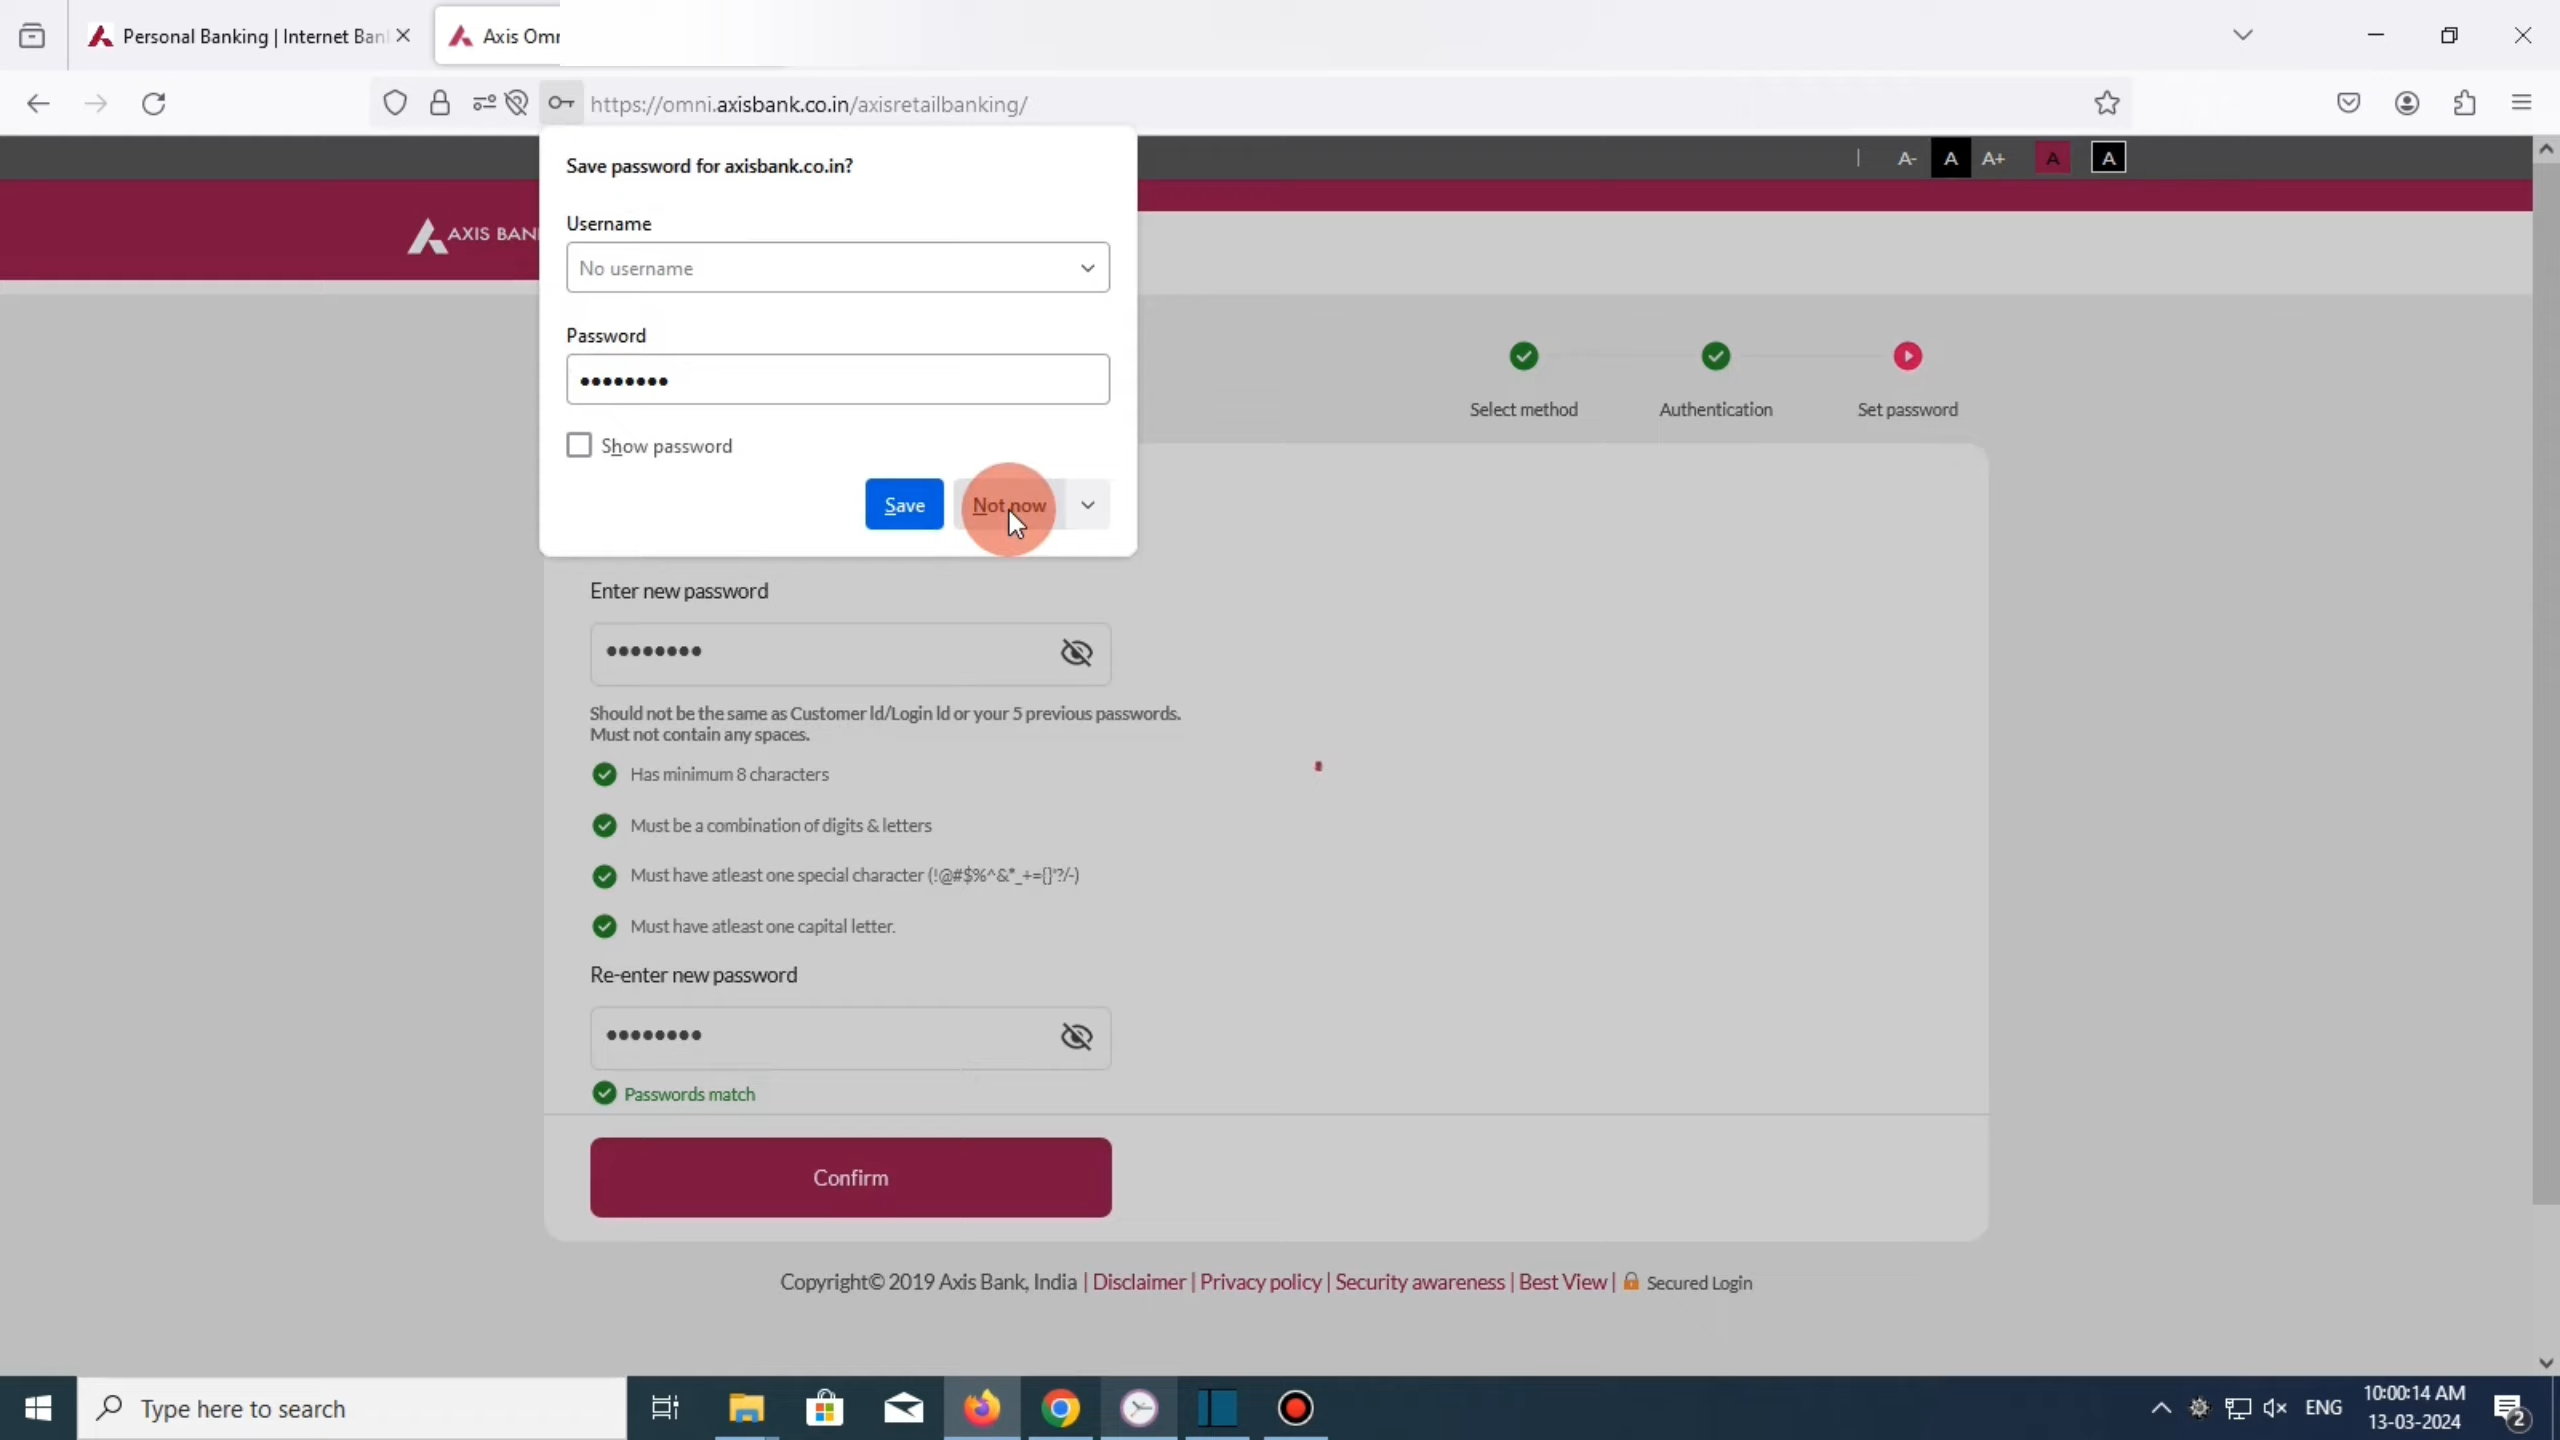 Personal Banking | Internet Ban
Axis Omn
https://omni.axisbank.co.in/axisretailbanking/
A- A A+ A A
AXIS BAN
Save password for axisbank.co.in?
Username
No username
Password
Show password
Save Not now
Select method Authentication Set password
Enter new password
Should not be the same as Customer Id/Login Id or your 5 previous passwords.
Must not contain any spaces.
Has minimum 8 characters
Must be a combination of digits & letters
Must have atleast one special character (!@#$%^&*_+={}'?/-)
Must have atleast one capital letter.
Re-enter new password
Passwords match
Confirm
Copyright© 2019 Axis Bank, India | Disclaimer | Privacy policy | Security awareness | Best View | Secured Login
Type here to search
ENG
10:00:14 AM
13-03-2024
2